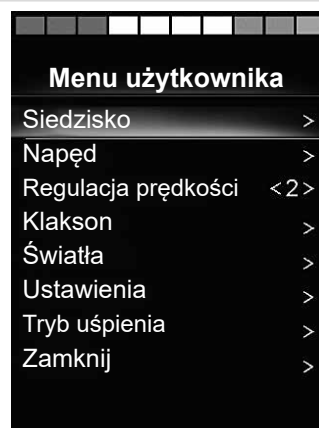 Menu użytkownika
Siedzisko >
Napęd >
Regulacja prędkości <2>
Klakson >
Światła >
Ustawienia >
Tryb uśpienia >
Zamknij >